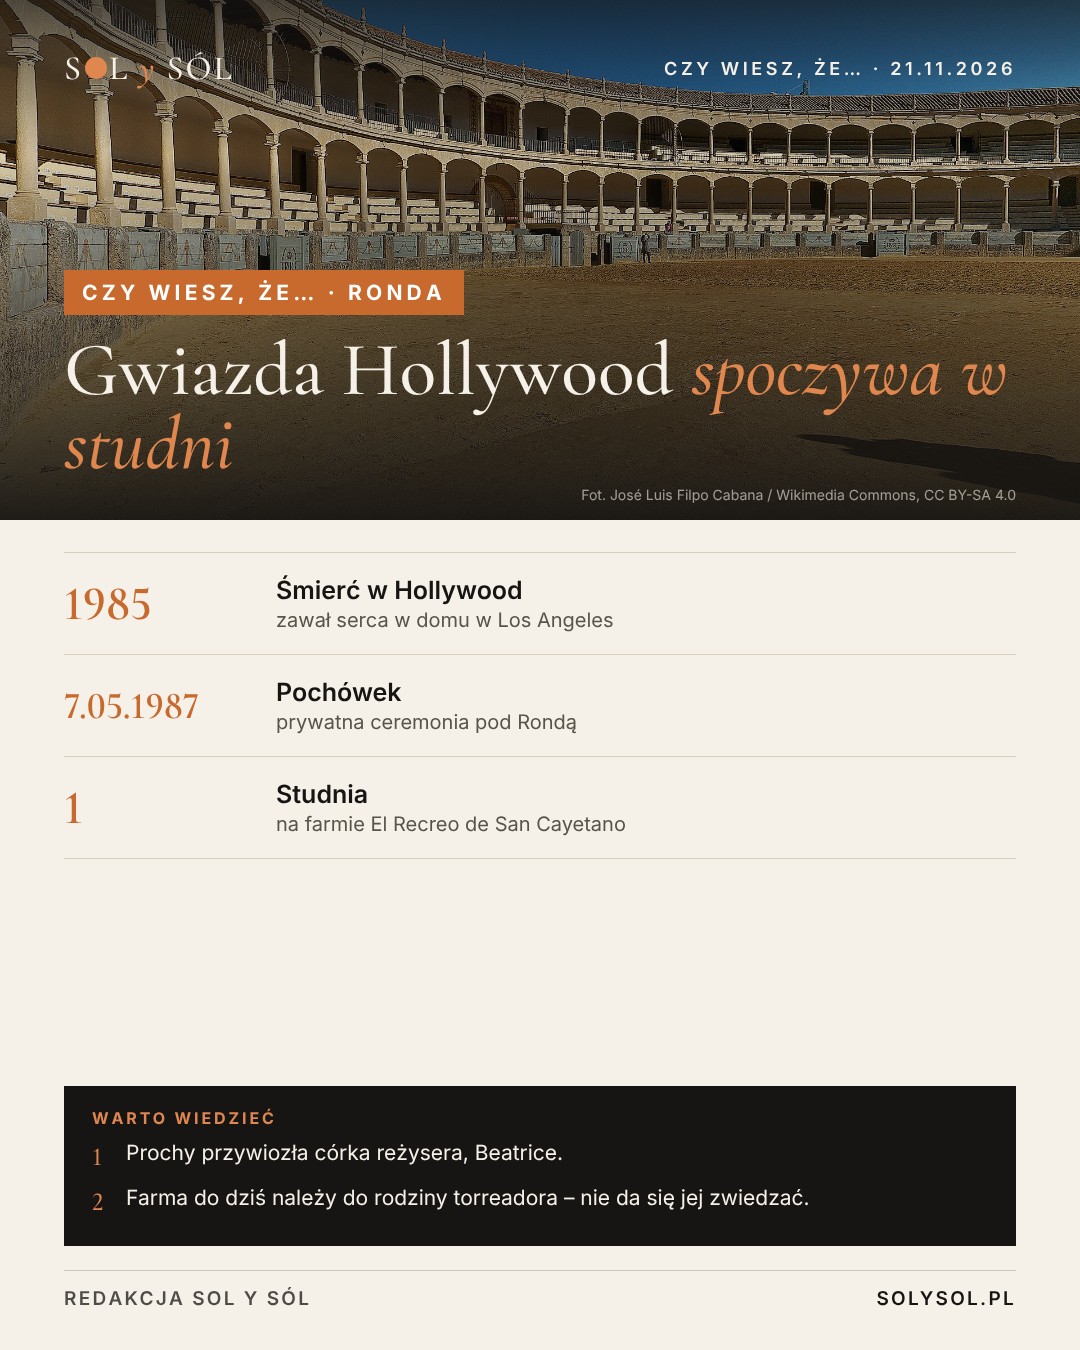 SOL y SÓL
CZY WIESZ, ŻE… · 21.11.2026
CZY WIESZ, ŻE… · RONDA
Gwiazda Hollywood spoczywa w
studni
Fot. José Luis Filpo Cabana / Wikimedia Commons, CC BY-SA 4.0
1985
Śmierć w Hollywood
zawał serca w domu w Los Angeles
7.05.1987
Pochówek
prywatna ceremonia pod Rondą
1
Studnia
na farmie El Recreo de San Cayetano
WARTO WIEDZIEĆ
1 Prochy przywiozła córka reżysera, Beatrice.
2 Farma do dziś należy do rodziny torreadora – nie da się jej zwiedzać.
REDAKCJA SOL Y SÓL
SOLYSOL.PL